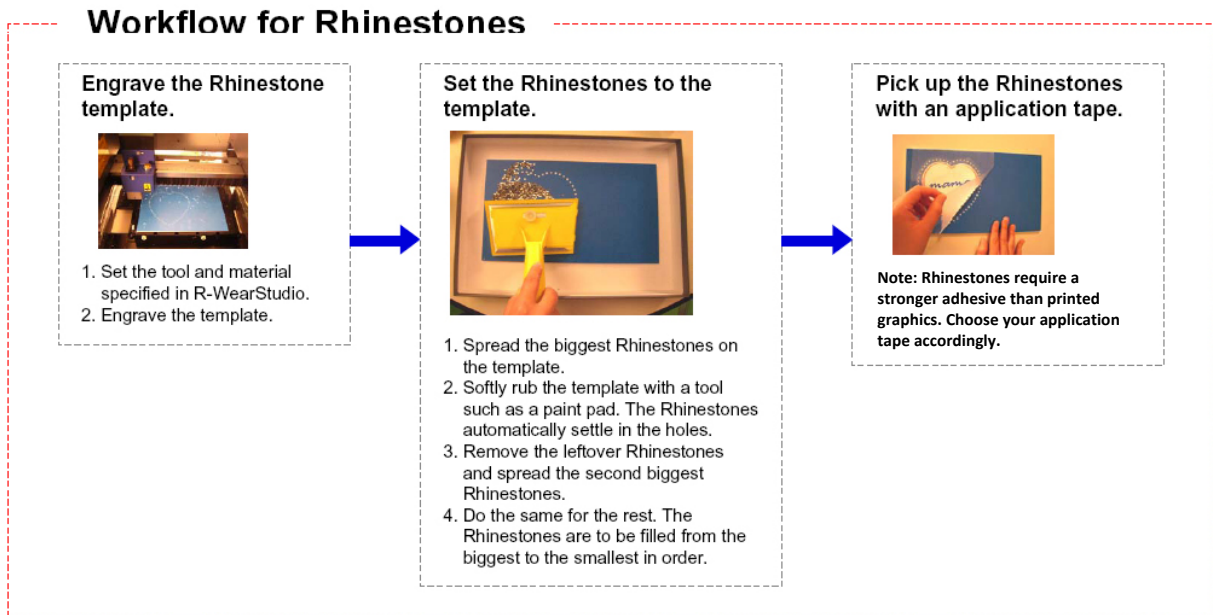 Workflow for Rhinestones
Engrave the Rhinestone
template.
1. Set the tool and material
specified in R-WearStudio.
2. Engrave the template.
Set the Rhinestones to the
template.
1. Spread the biggest Rhinestones on
the template.
2. Softly rub the template with a tool
such as a paint pad. The Rhinestones
automatically settle in the holes.
3. Remove the leftover Rhinestones
and spread the second biggest
Rhinestones.
4. Do the same for the rest. The
Rhinestones are to be filled from the
biggest to the smallest in order.
Pick up the Rhinestones
with an application tape.
mam
Note: Rhinestones require a
stronger adhesive than printed
graphics. Choose your application
tape accordingly.